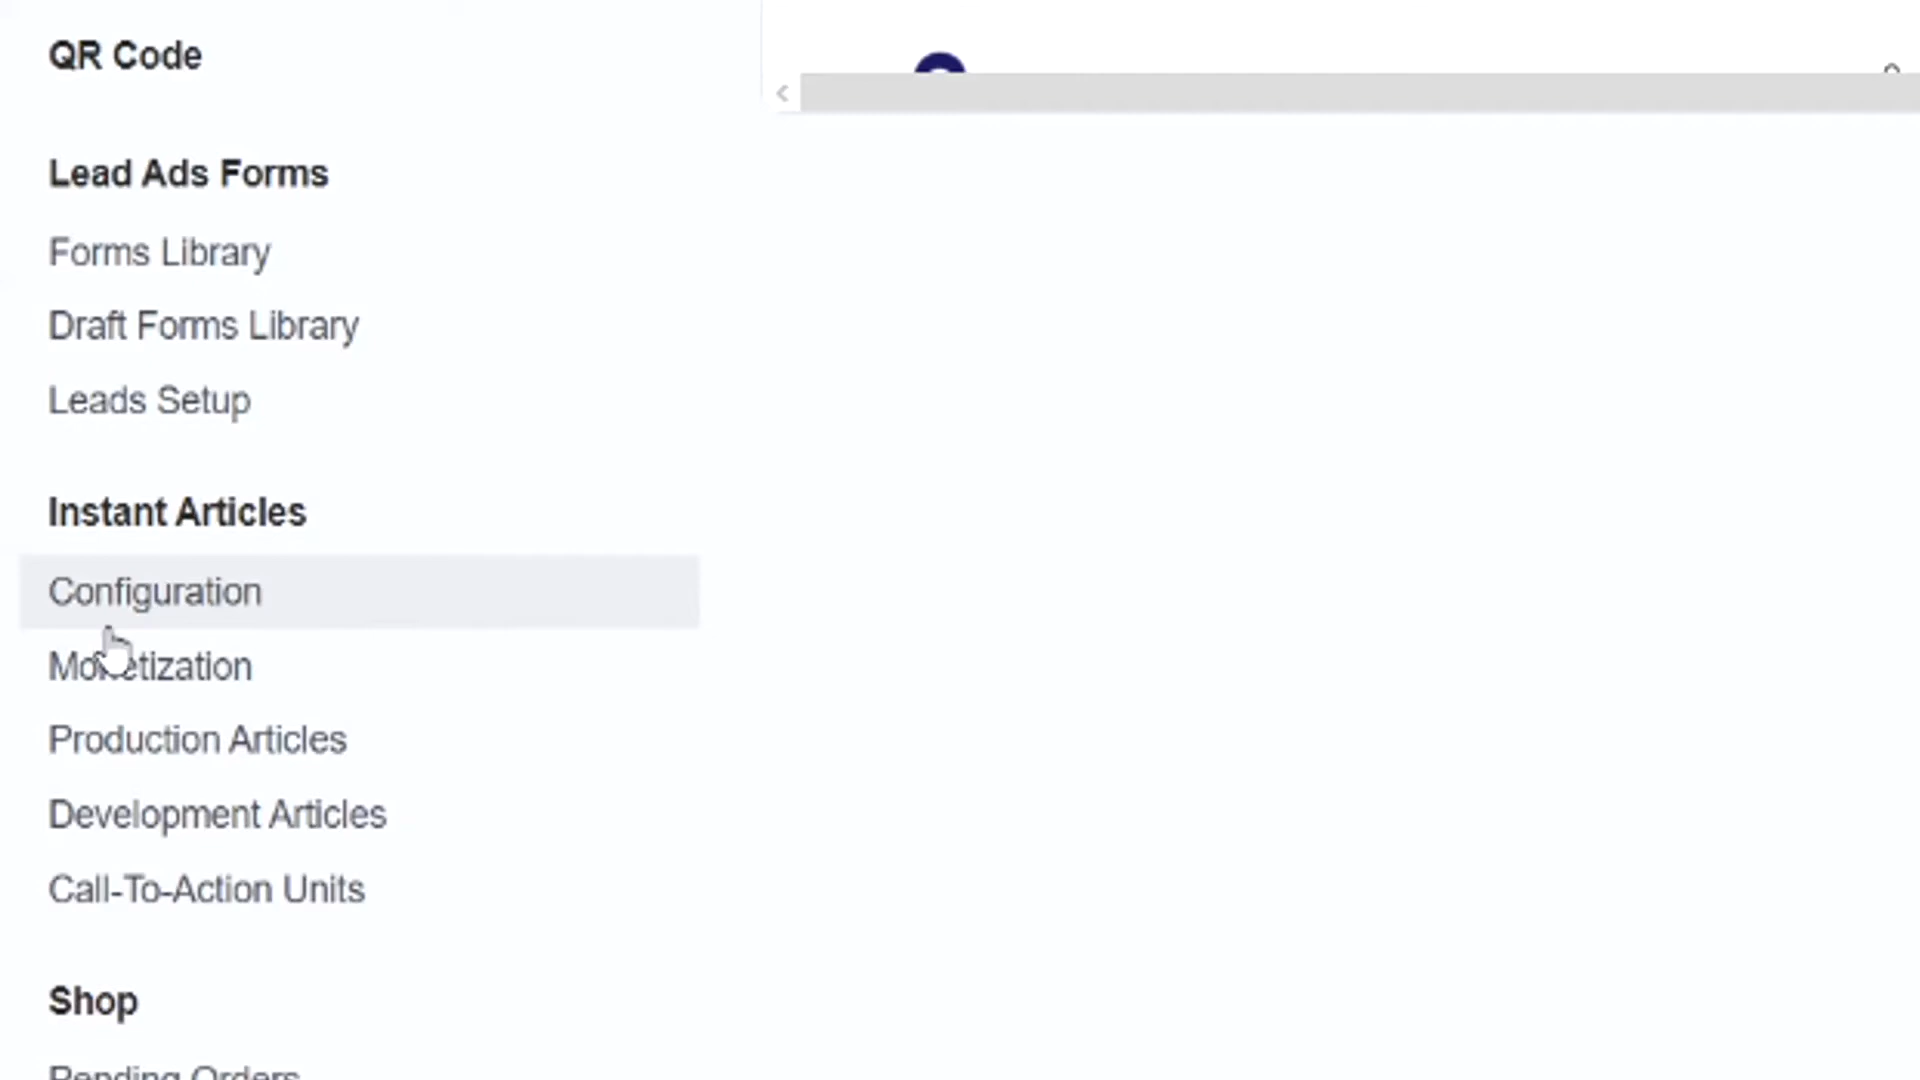 QR Code
Lead Ads Forms
Forms Library
Draft Forms Library
Leads Setup
Instant Articles
Configuration
Monetization
Production Articles
Development Articles
Call-To-Action Units
Shop
Pending Orders